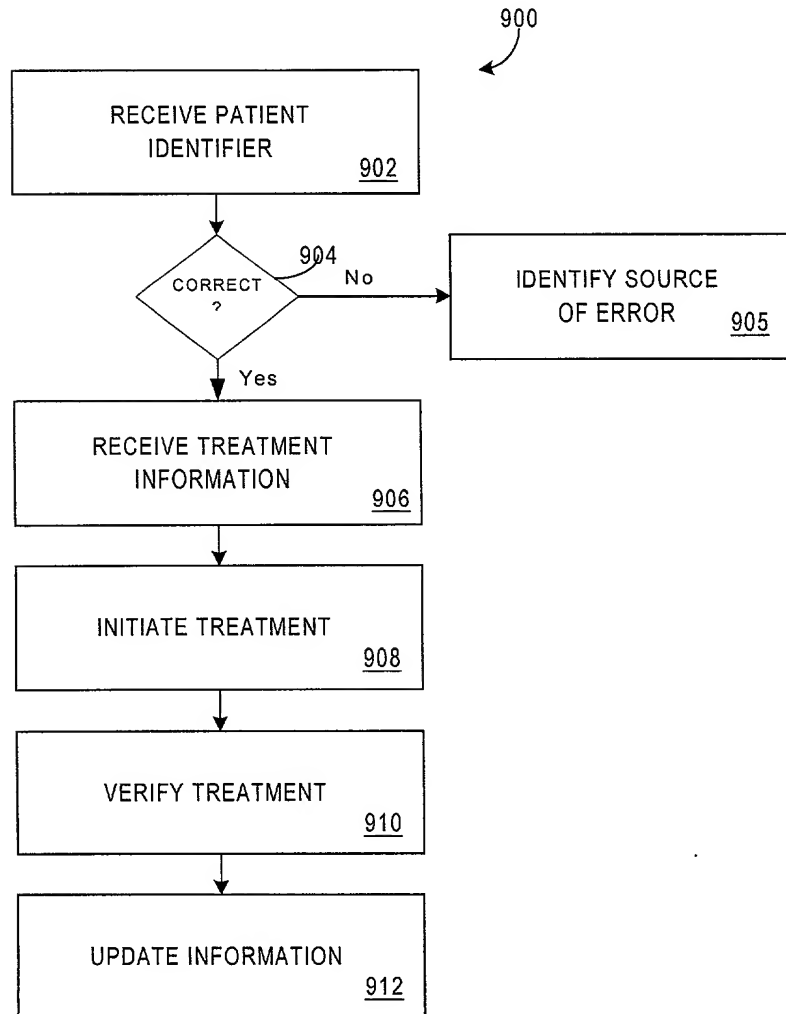 900
RECEIVE PATIENT
IDENTIFIER
902
904
CORRECT
?
No
IDENTIFY SOURCE
OF ERROR
905
Yes
RECEIVE TREATMENT
INFORMATION
906
INITIATE TREATMENT
908
VERIFY TREATMENT
910
UPDATE INFORMATION
912